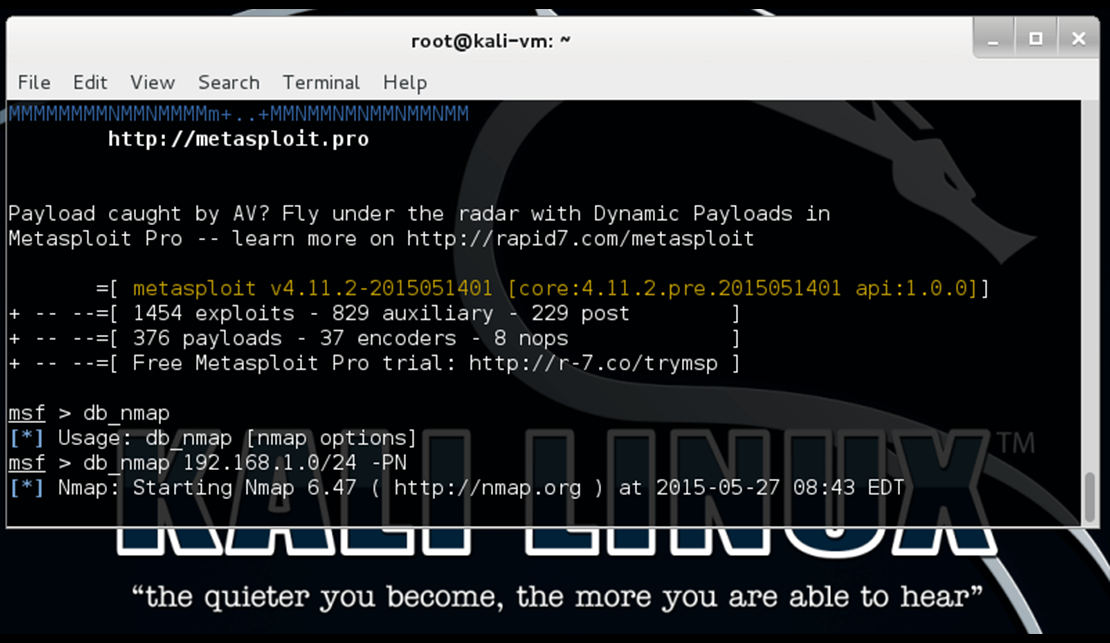 root@kali-vm: ~
File Edit View Search Terminal Help
MMMMMMMMNMMNMMMMm+..+MMNMMNMNMMNMMNMM
http://metasploit.pro
Payload caught by AV? Fly under the radar with Dynamic Payloads in
Metasploit Pro -- learn more on http://rapid7.com/metasploit
=[ metasploit v4.11.2-2015051401 [core:4.11.2.pre.2015051401 api:1.0.0]]
+ -- --=[ 1454 exploits - 829 auxiliary - 229 post ]
+ -- --=[ 376 payloads - 37 encoders - 8 nops ]
+ -- --=[ Free Metasploit Pro trial: http://r-7.co/trymsp ]
msf > db_nmap
[*] Usage: db_nmap [nmap options]
msf > db_nmap 192.168.1.0/24 -PN
[*] Nmap: Starting Nmap 6.47 ( http://nmap.org ) at 2015-05-27 08:43 EDT
KALI LINUX™
“the quieter you become, the more you are able to hear”